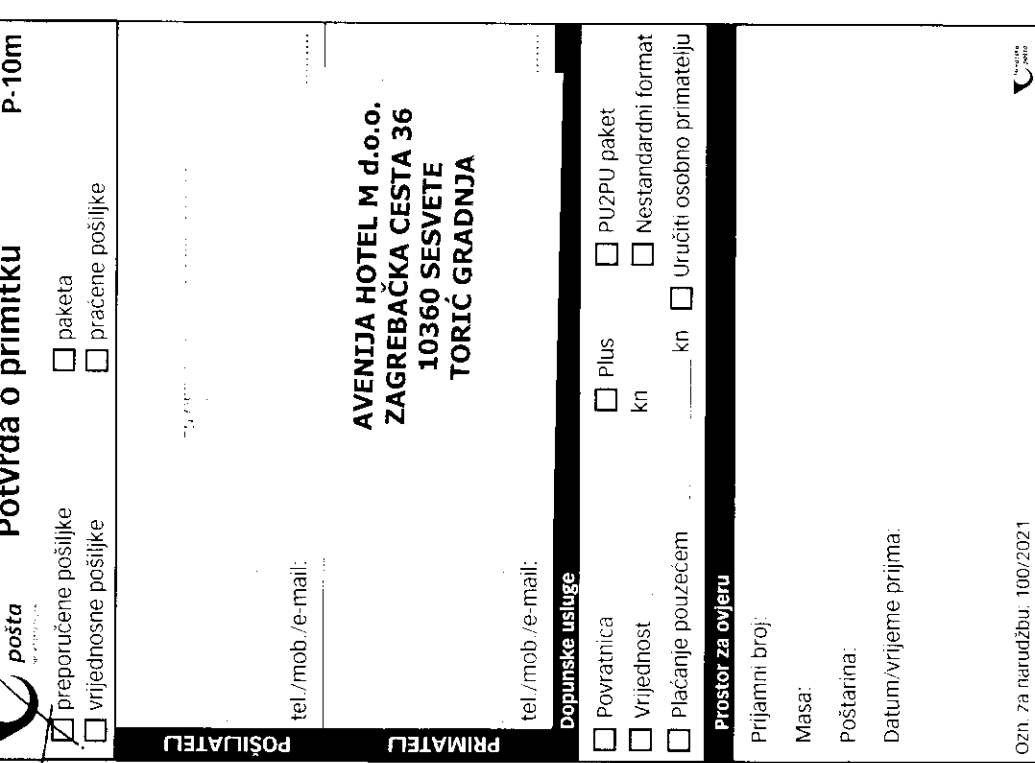 pošta
Potvrda o primitku P-10m
preporučene pošiljke paketa
vrijednosne pošiljke praćene pošiljke
POŠILJATELJ
tel./mob./e-mail:
PRIMATELJ
AVENIJA HOTEL M d.o.o.
ZAGREBAČKA CESTA 36
10360 SESVETE
TORIĆ GRADNJA
tel./mob./e-mail:
Dopunske usluge
Povratnica Plus PU2PU paket
Vrijednost kn Nestandardni format
Plaćanje pouzećem kn Uručiti osobno primatelju
Prostor za ovjeru
Prijamni broj:
Masa:
Poštarina:
Datum/vrijeme prijma:
Ozn. za narudžbu: 100/2021